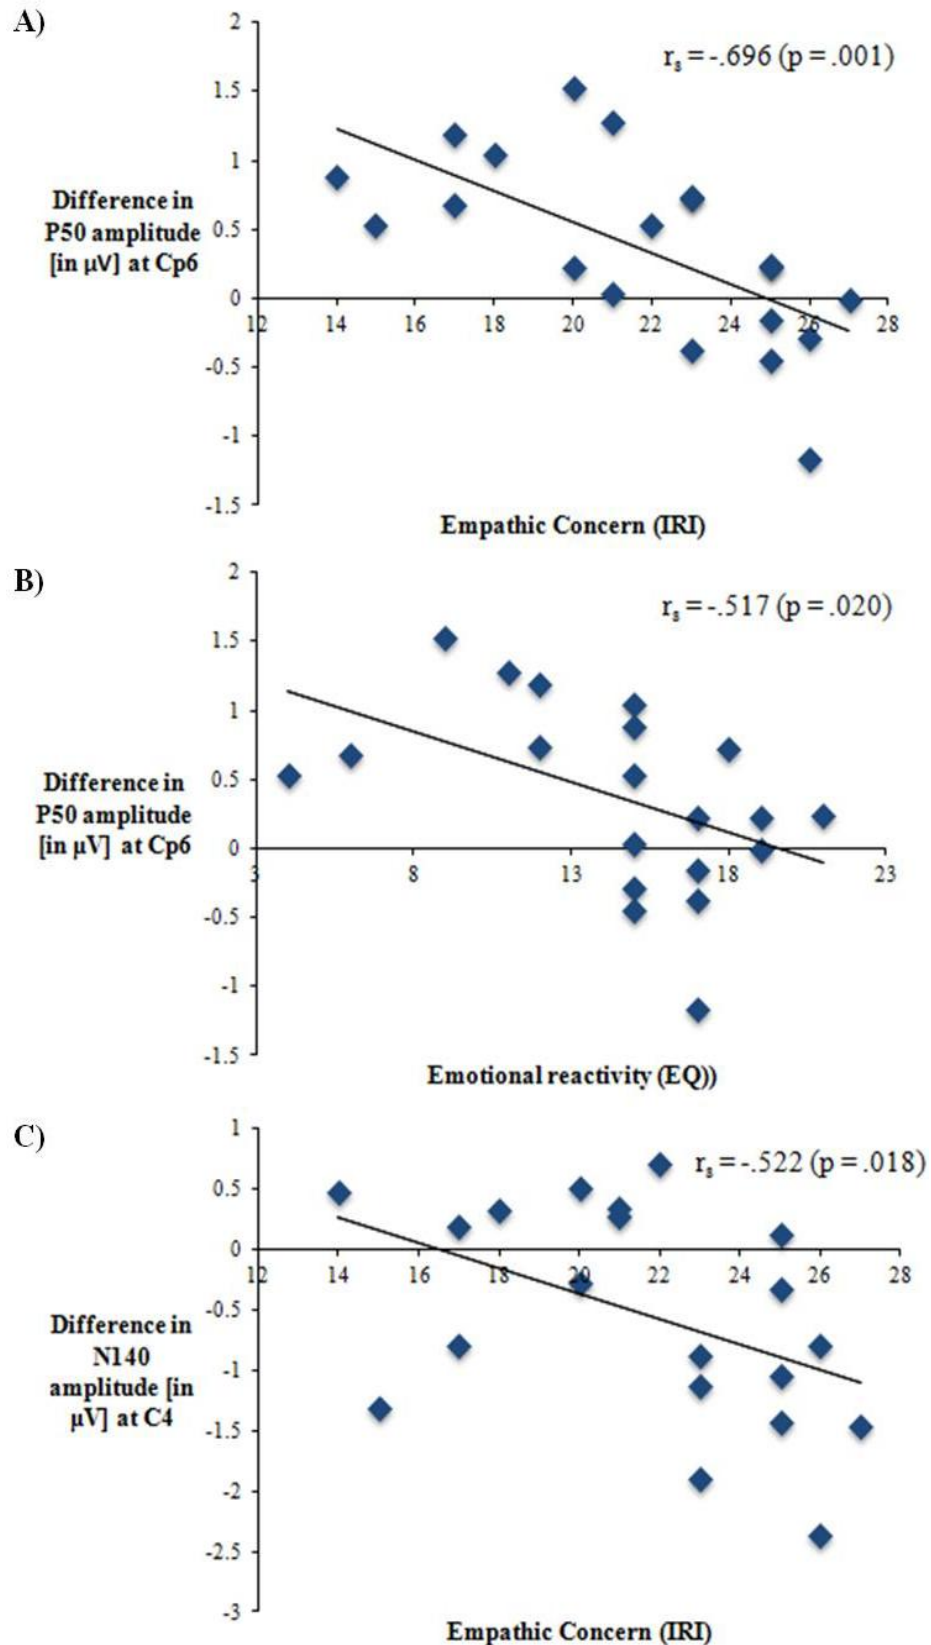 A)
2
r_s = -.696 (p = .001)
1.5
1
Difference in
P50 amplitude
[in μV] at Cp6
0.5
0
12 14 16 18 20 22 24 26 28
-0.5
-1
-1.5
Empathic Concern (IRI)
B)
2
r_s = -.517 (p = .020)
1.5
1
Difference in
P50 amplitude
[in μV] at Cp6
0.5
0
3 8 13 18 23
-0.5
-1
-1.5
Emotional reactivity (EQ))
C)
1
r_s = -.522 (p = .018)
0.5
0
12 14 16 18 20 22 24 26 28
-0.5
Difference in
N140
amplitude [in
μV] at C4
-1
-1.5
-2
-2.5
-3
Empathic Concern (IRI)